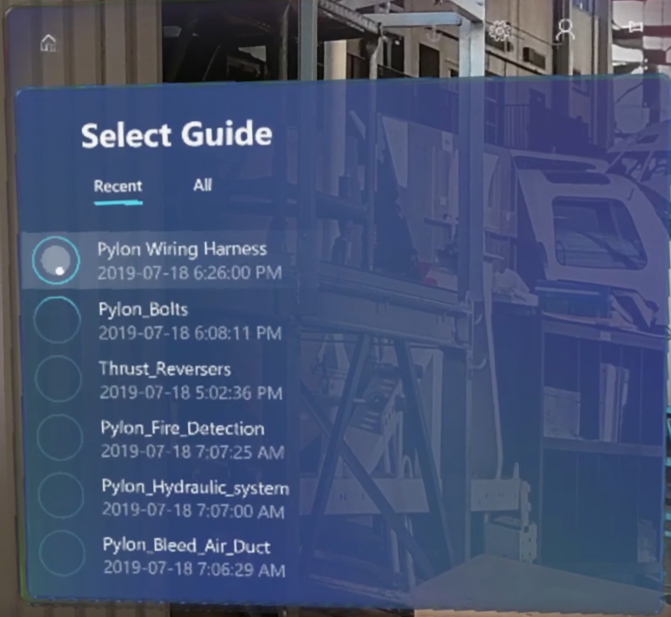 Select Guide
Recent
All
Pylon Wiring Harness
2019-07-18 6:26:00 PM
Pylon_Bolts
2019-07-18 6:08:11 PM
Thrust_Reversers
2019-07-18 5:02:36 PM
Pylon_Fire_Detection
2019-07-18 7:07:25 AM
Pylon_Hydraulic_system
2019-07-18 7:07:00 AM
Pylon_Bleed_Air_Duct
2019-07-18 7:06:29 AM